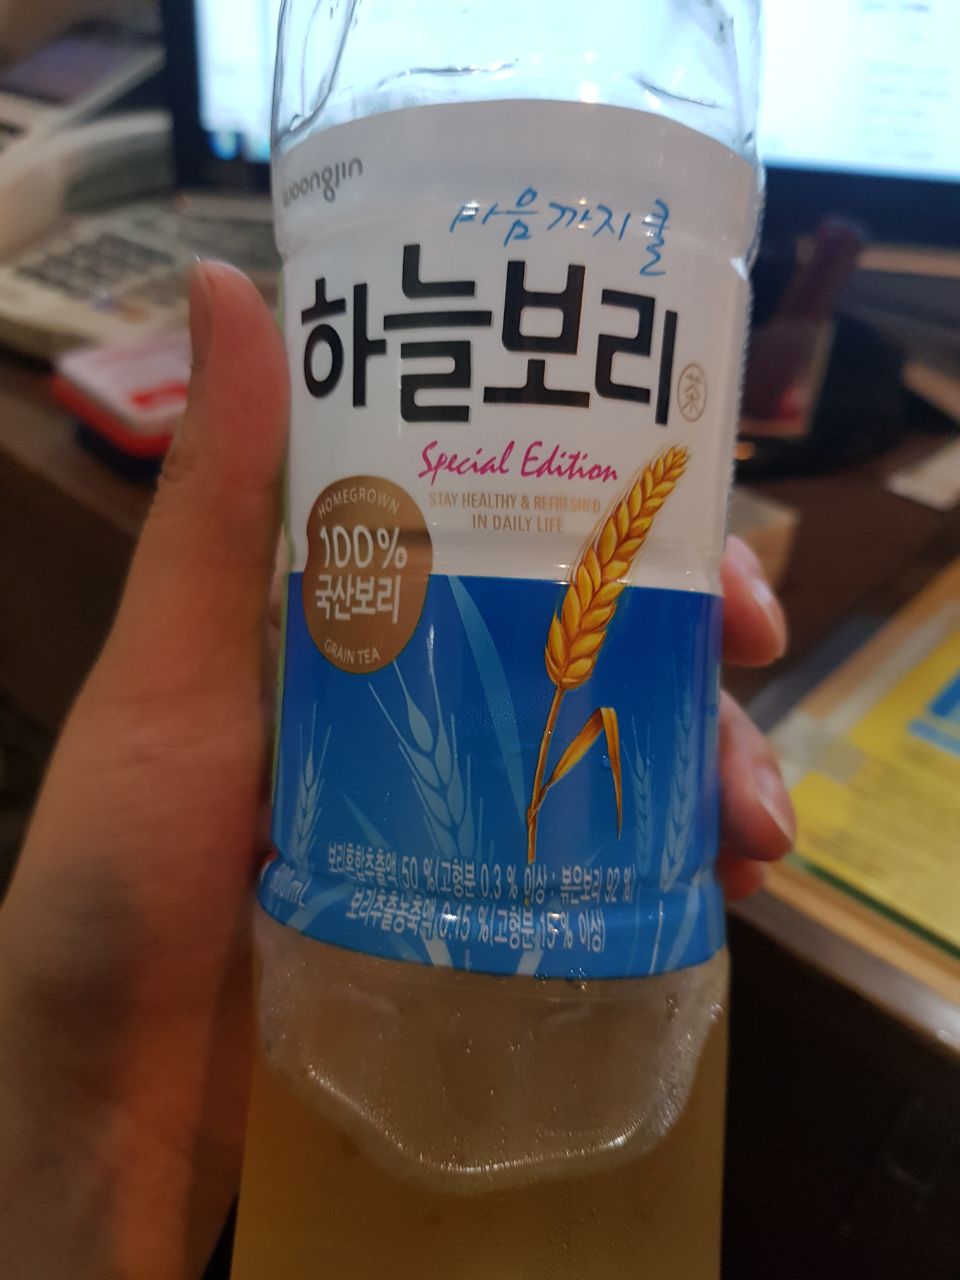 woongjin
마음까지 콜
하늘보리 茶
Special Edition
STAY HEALTHY & REFRESHED
IN DAILY LIFE
HOMEGROWN
100%
국산보리
GRAIN TEA
보리혼합추출액 50 %(고형분 0.3 % 이상 : 볶은보리 92 %)
보리추출농축액 0.15 %(고형분 15 % 이상)